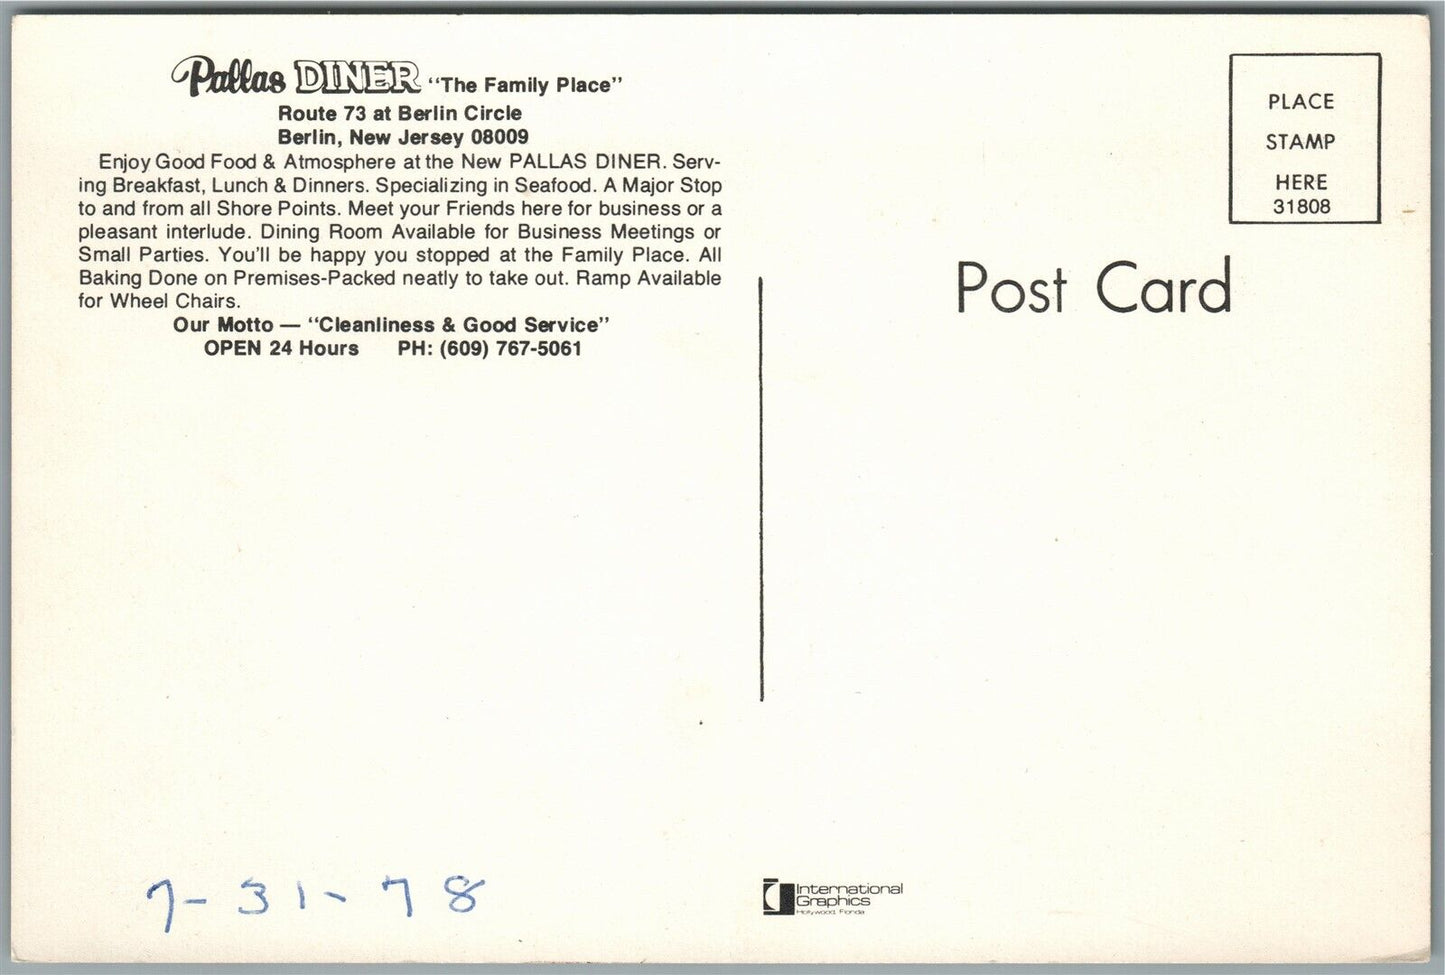 Pallas DINER "The Family Place"
Route 73 at Berlin Circle
Berlin, New Jersey 08009
Enjoy Good Food & Atmosphere at the New PALLAS DINER. Serv-
ing Breakfast, Lunch & Dinners. Specializing in Seafood. A Major Stop
to and from all Shore Points. Meet your Friends here for business or a
pleasant interlude. Dining Room Available for Business Meetings or
Small Parties. You'll be happy you stopped at the Family Place. All
Baking Done on Premises-Packed neatly to take out. Ramp Available
for Wheel Chairs.
Our Motto — "Cleanliness & Good Service"
OPEN 24 Hours PH: (609) 767-5061
7-31-78
PLACE
STAMP
HERE
31808
Post Card
International
Graphics
Hollywood, Florida